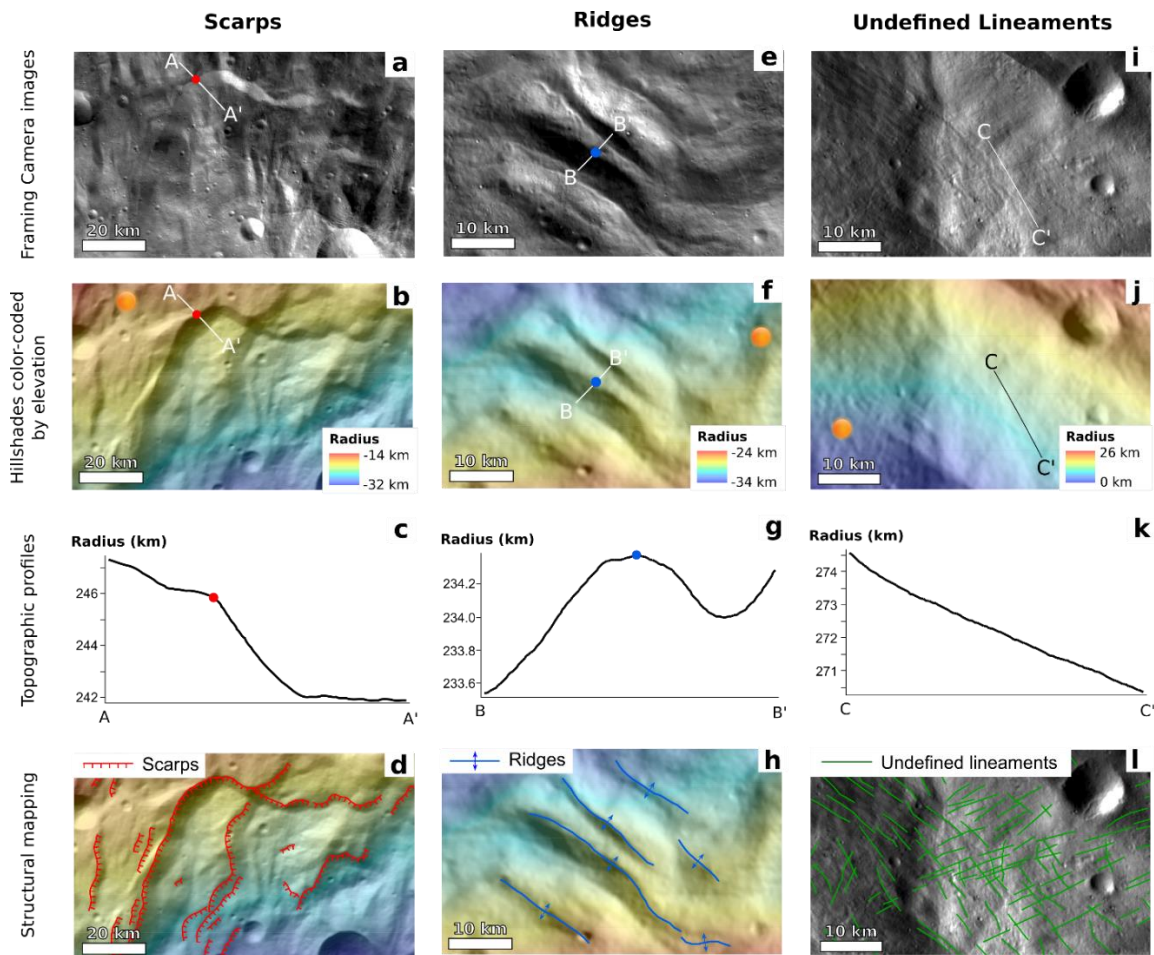 Scarps
Ridges
Undefined Lineaments
Framing Camera images
a
A
A'
20 km
e
B'
B
10 km
i
C
C'
10 km
Hillshades color-coded
by elevation
b
A
A'
20 km
Radius
-14 km
-32 km
f
B'
B
10 km
Radius
-24 km
-34 km
j
C
C'
10 km
Radius
26 km
0 km
Topographic profiles
Radius (km)
c
246
244
242
A
A'
Radius (km)
g
234.2
234.0
233.8
233.6
B
B'
Radius (km)
k
274
273
272
271
C
C'
Structural mapping
Scarps
d
20 km
Ridges
h
10 km
Undefined lineaments
l
10 km